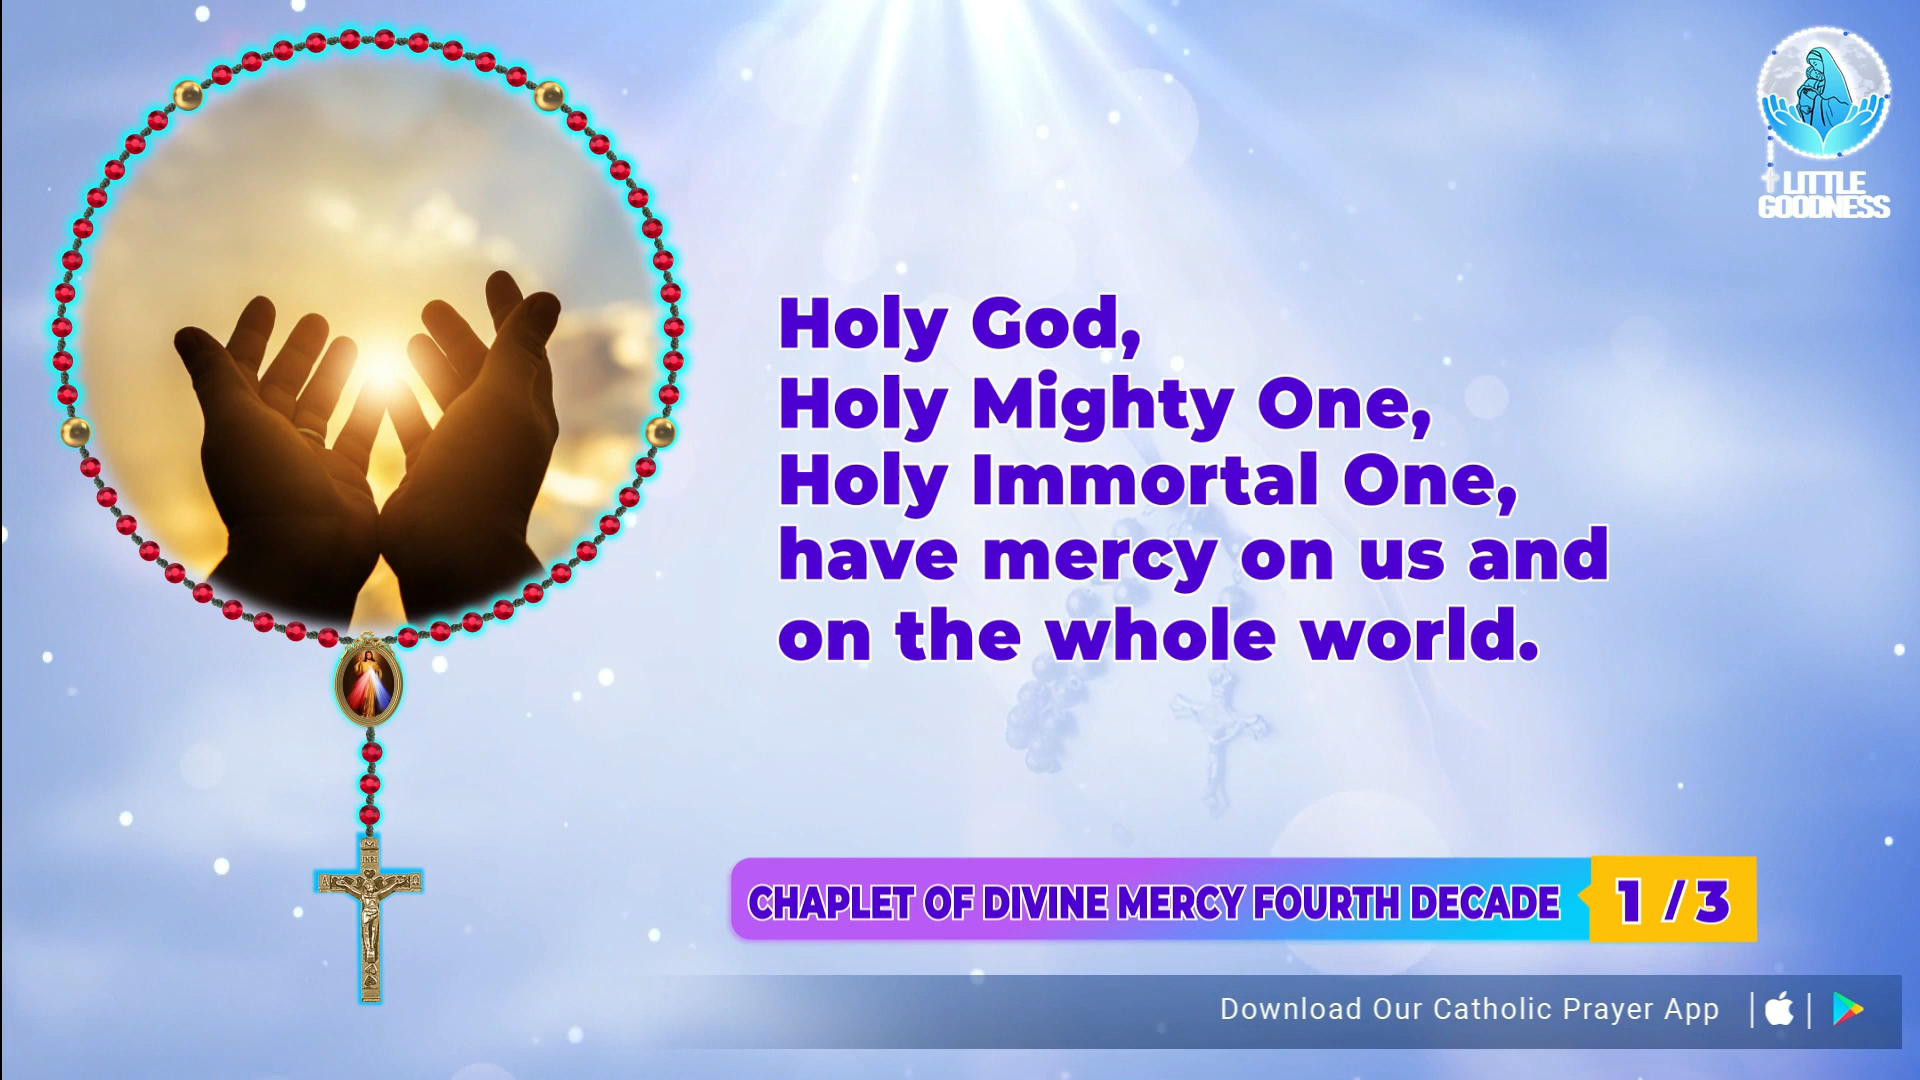 LITTLE
GOODNESS
Holy God,
Holy Mighty One,
Holy Immortal One,
have mercy on us and
on the whole world.
INRI
CHAPLET OF DIVINE MERCY FOURTH DECADE
1 / 3
Download Our Catholic Prayer App